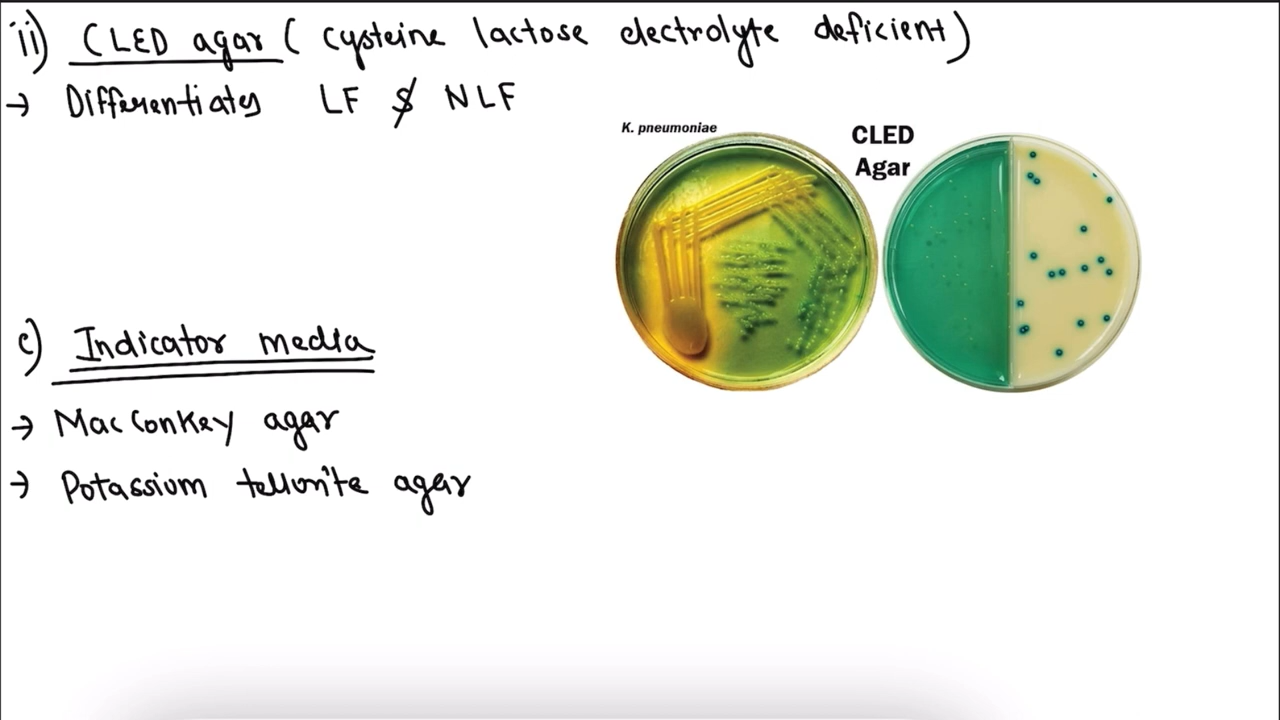 ii) CLED agar ( cysteine lactose electrolyte deficient)
→ Differentiates LF & NLF
K. pneumoniae
CLED
Agar
c) Indicator media
→ MacConkey agar
→ Potassium tellurite agar